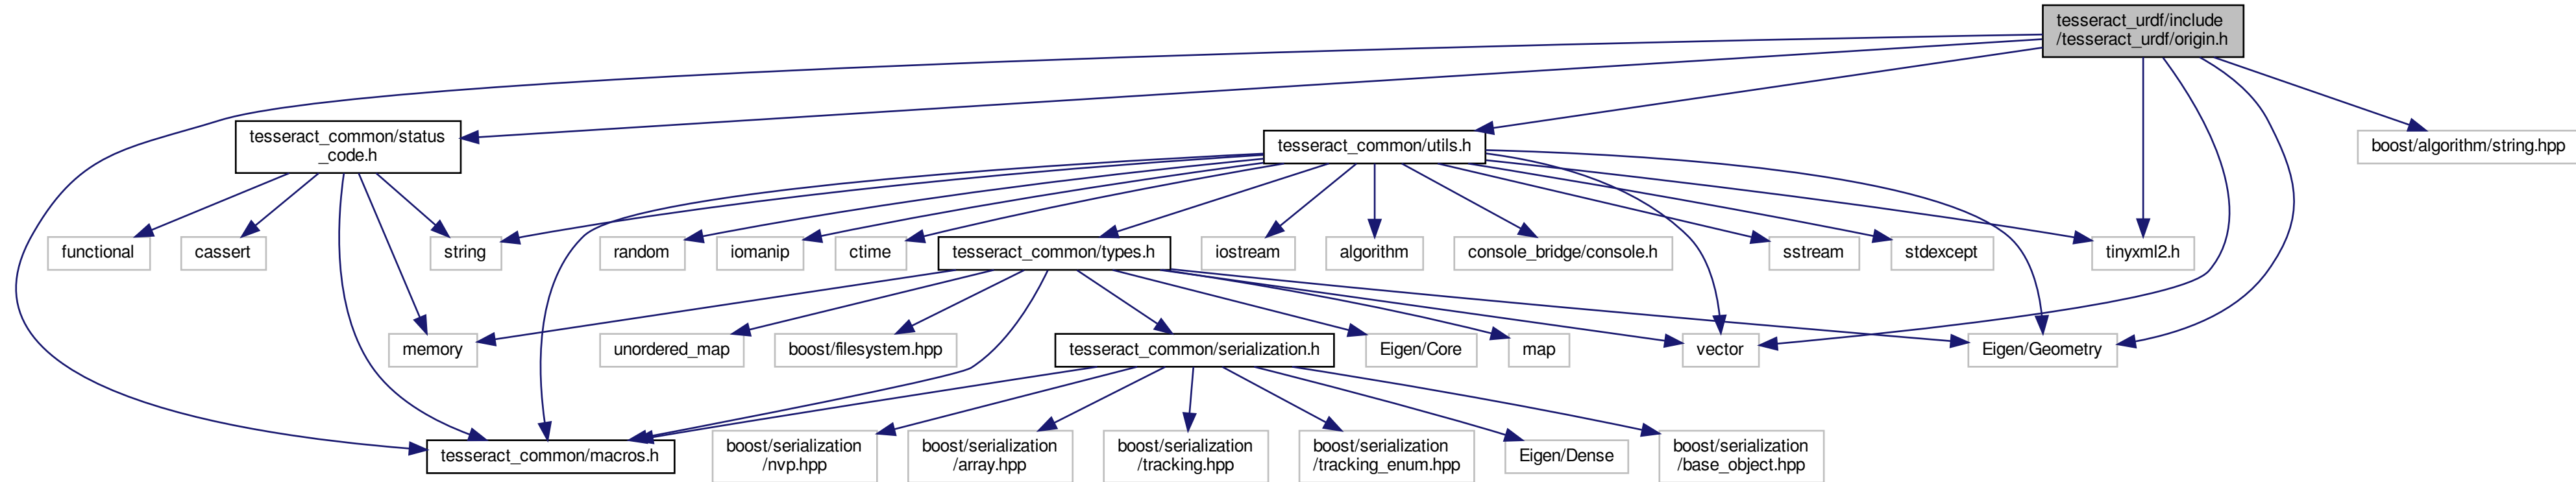 tesseract_urdf/include
/tesseract_urdf/origin.h
tesseract_common/status
_code.h
tesseract_common/utils.h
boost/algorithm/string.hpp
functional
cassert
string
random
iomanip
ctime
tesseract_common/types.h
iostream
algorithm
console_bridge/console.h
sstream
stdexcept
tinyxml2.h
memory
unordered_map
boost/filesystem.hpp
tesseract_common/serialization.h
Eigen/Core
map
vector
Eigen/Geometry
tesseract_common/macros.h
boost/serialization
/nvp.hpp
boost/serialization
/array.hpp
boost/serialization
/tracking.hpp
boost/serialization
/tracking_enum.hpp
Eigen/Dense
boost/serialization
/base_object.hpp